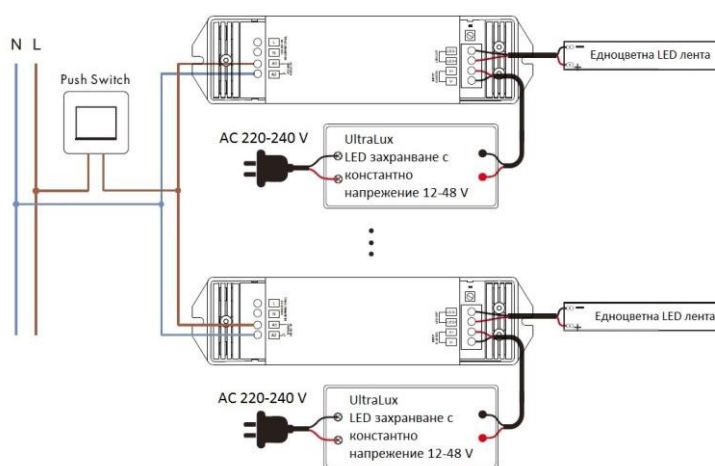 N L
Push Switch
Едноцветна LED лента
AC 220-240 V
UltraLux
LED захранване с
константно
напрежение 12-48 V
Едноцветна LED лента
AC 220-240 V
UltraLux
LED захранване с
константно
напрежение 12-48 V